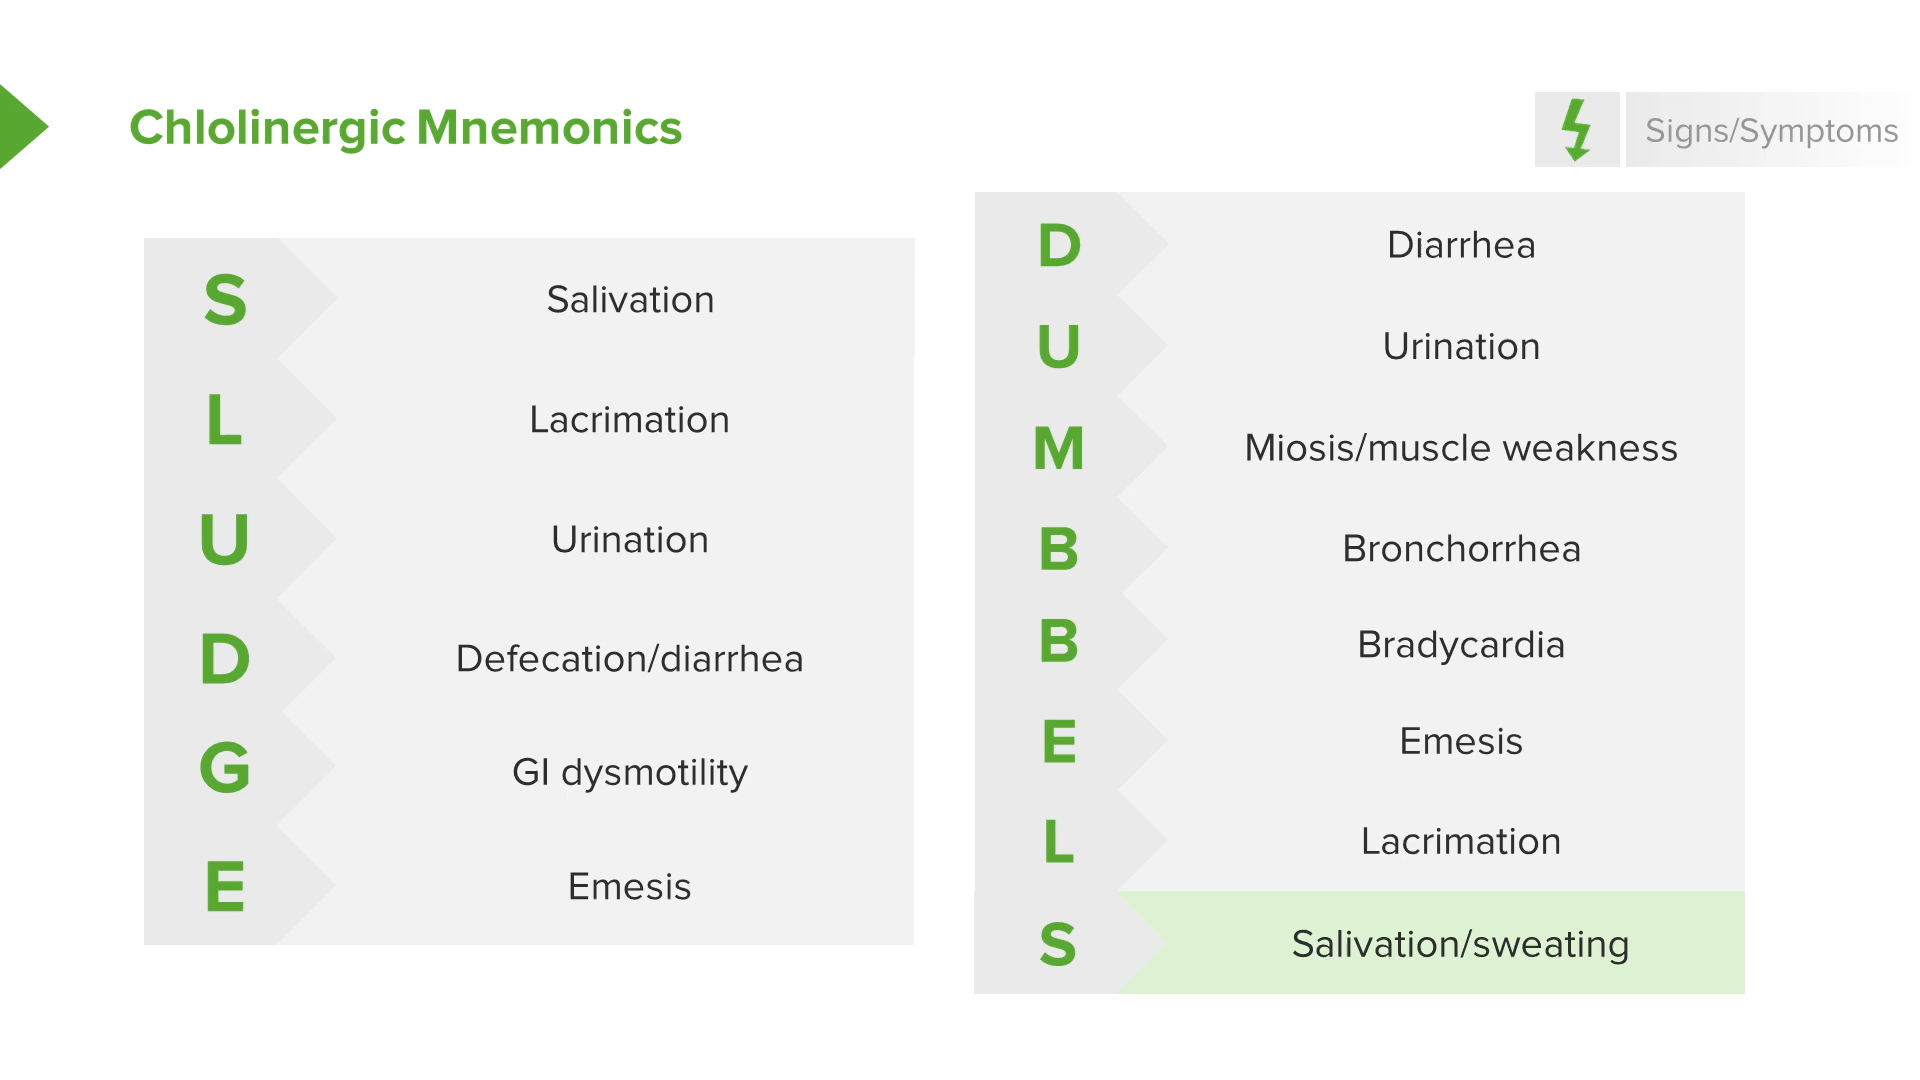 Chlolinergic Mnemonics
Signs/Symptoms
S Salivation
L Lacrimation
U Urination
D Defecation/diarrhea
G GI dysmotility
E Emesis
D Diarrhea
U Urination
M Miosis/muscle weakness
B Bronchorrhea
B Bradycardia
E Emesis
L Lacrimation
S Salivation/sweating